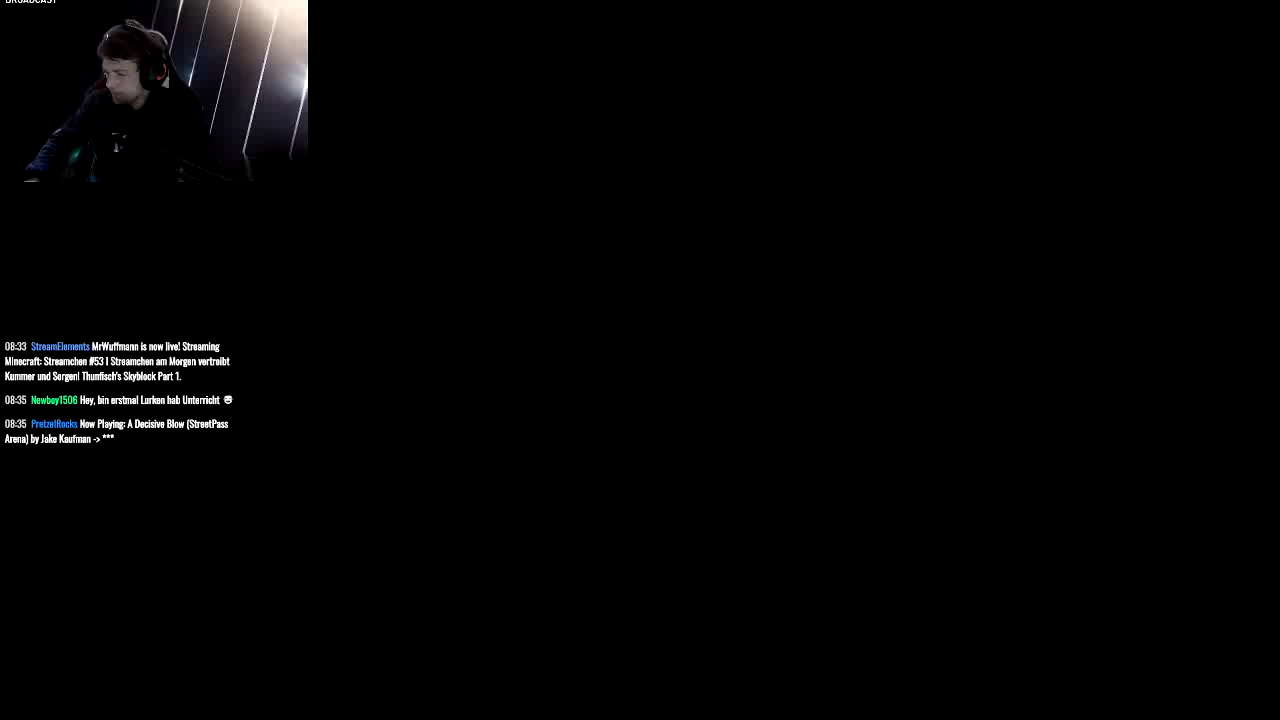 BROADCAST
08:33 StreamElements MrWuffmann is now live! Streaming
Minecraft: Streamchen #53 I Streamchen am Morgen vertreibt
Kummer und Sorgen! Thunfisch's Skyblock Part 1.
08:35 Newboy1506 Hey, bin erstmal Lurken hab Unterricht
08:35 PretzelRocks Now Playing: A Decisive Blow (StreetPass
Arena) by Jake Kaufman -> ***